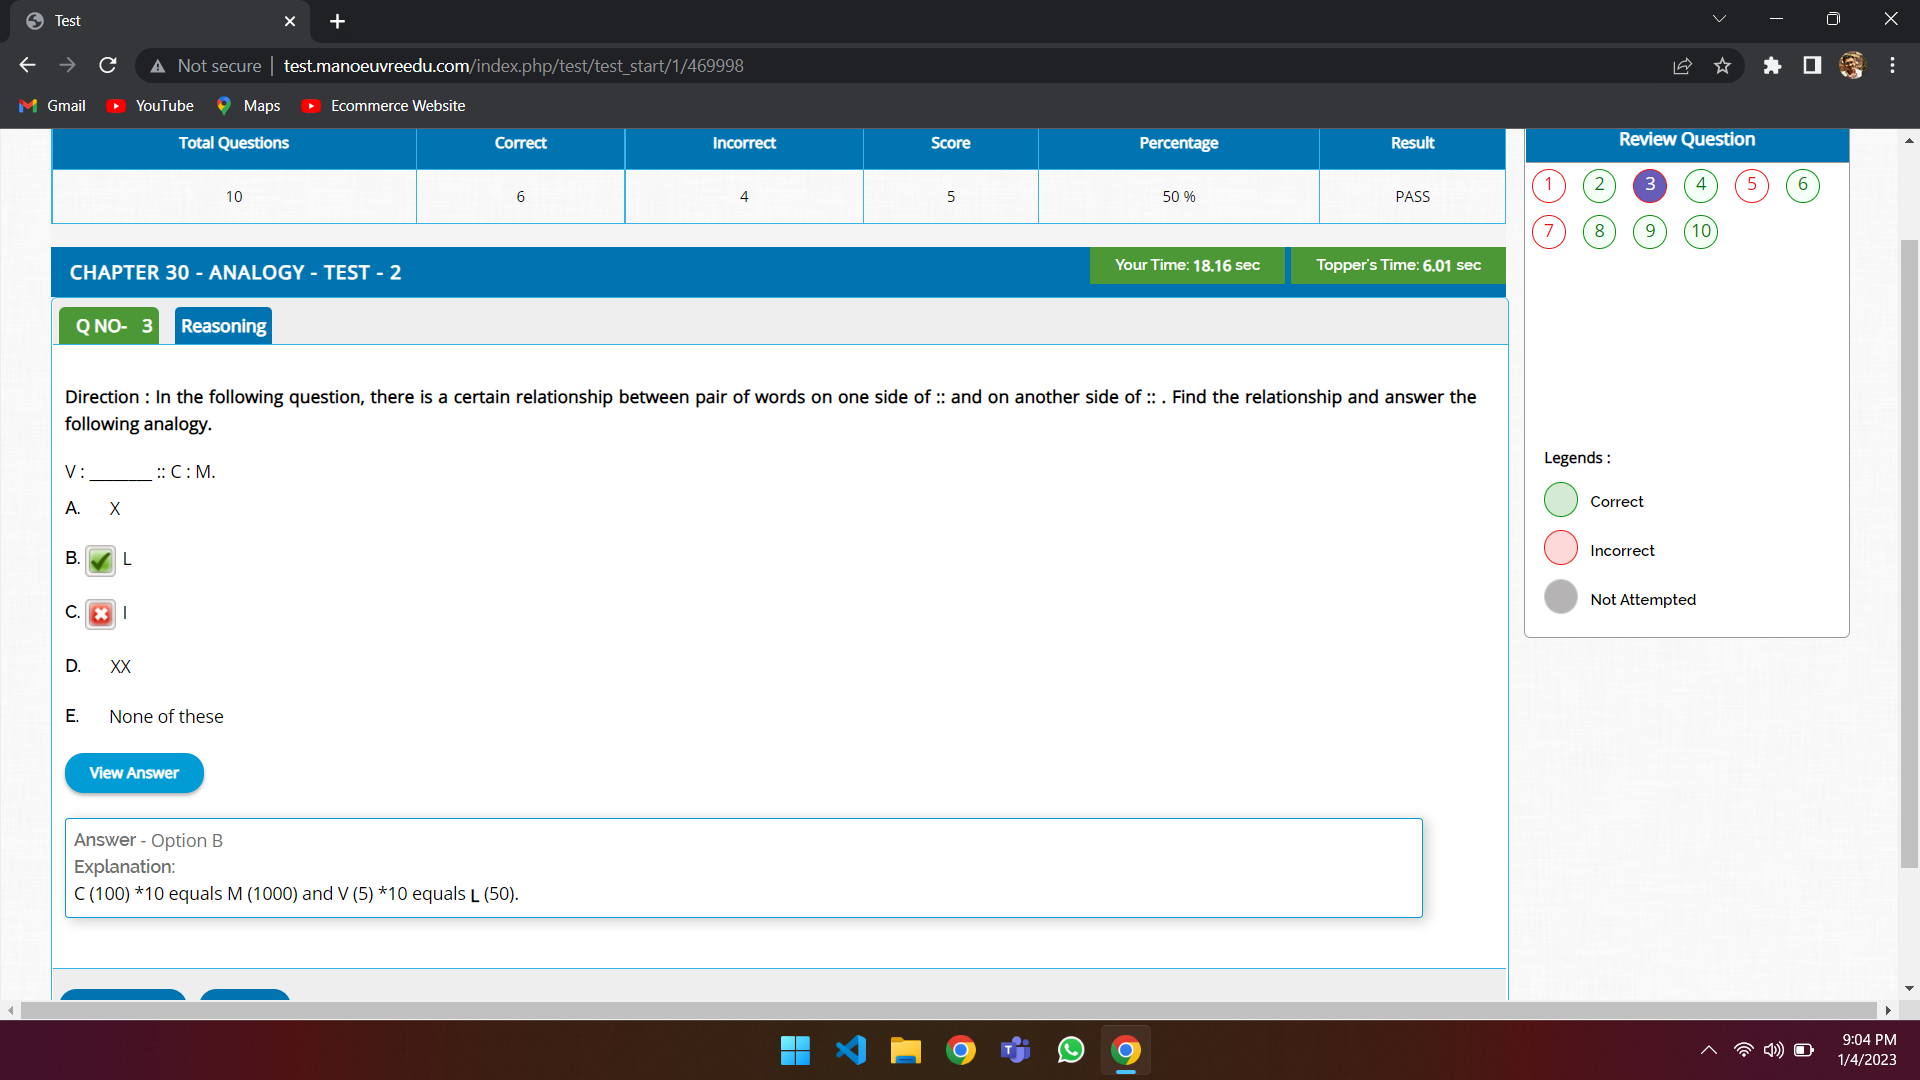 Test
Not secure | test.manoeuvreedu.com/index.php/test/test_start/1/469998
Gmail YouTube Maps Ecommerce Website
Total Questions Correct Incorrect Score Percentage Result
10 6 4 5 50 % PASS
Review Question
1 2 3 4 5 6
7 8 9 10
CHAPTER 30 - ANALOGY - TEST - 2
Your Time: 18.16 sec Topper's Time: 6.01 sec
Q NO- 3 Reasoning
Direction : In the following question, there is a certain relationship between pair of words on one side of :: and on another side of :: . Find the relationship and answer the
following analogy.
V : _______ :: C : M.
A. X
B. L
C. I
D. XX
E. None of these
View Answer
Answer - Option B
Explanation:
C (100) *10 equals M (1000) and V (5) *10 equals L (50).
Legends :
Correct
Incorrect
Not Attempted
9:04 PM
1/4/2023